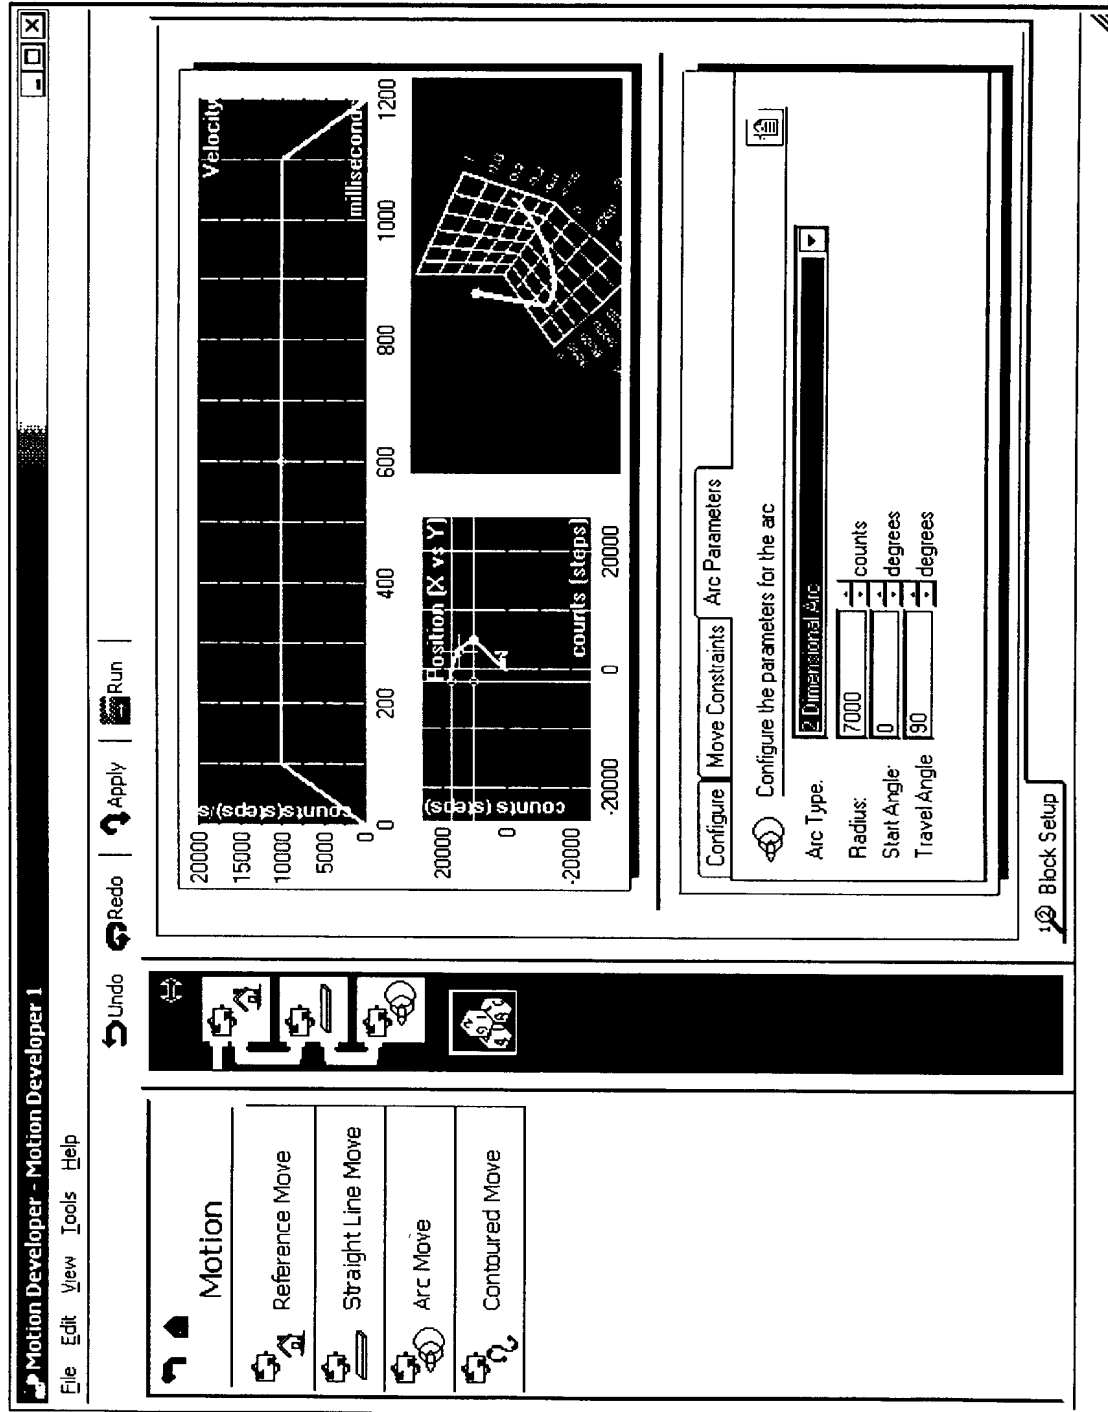 Motion Developer - Motion Developer 1
File Edit View Tools Help
Undo Redo Apply Run
Motion
Reference Move
Straight Line Move
Arc Move
Contoured Move
Velocity
20000
15000
10000
5000
0
counts(steps)/s
0 200 400 600 800 1000 1200
millisecond
Position (X vs Y)
20000
0
-20000
counts (steps)
-20000 0 20000
counts (steps)
Configure Move Constraints Arc Parameters
Configure the parameters for the arc
Arc Type: 2 Dimensional Arc
Radius: 7000 counts
Start Angle: 0 degrees
Travel Angle 90 degrees
Block Setup